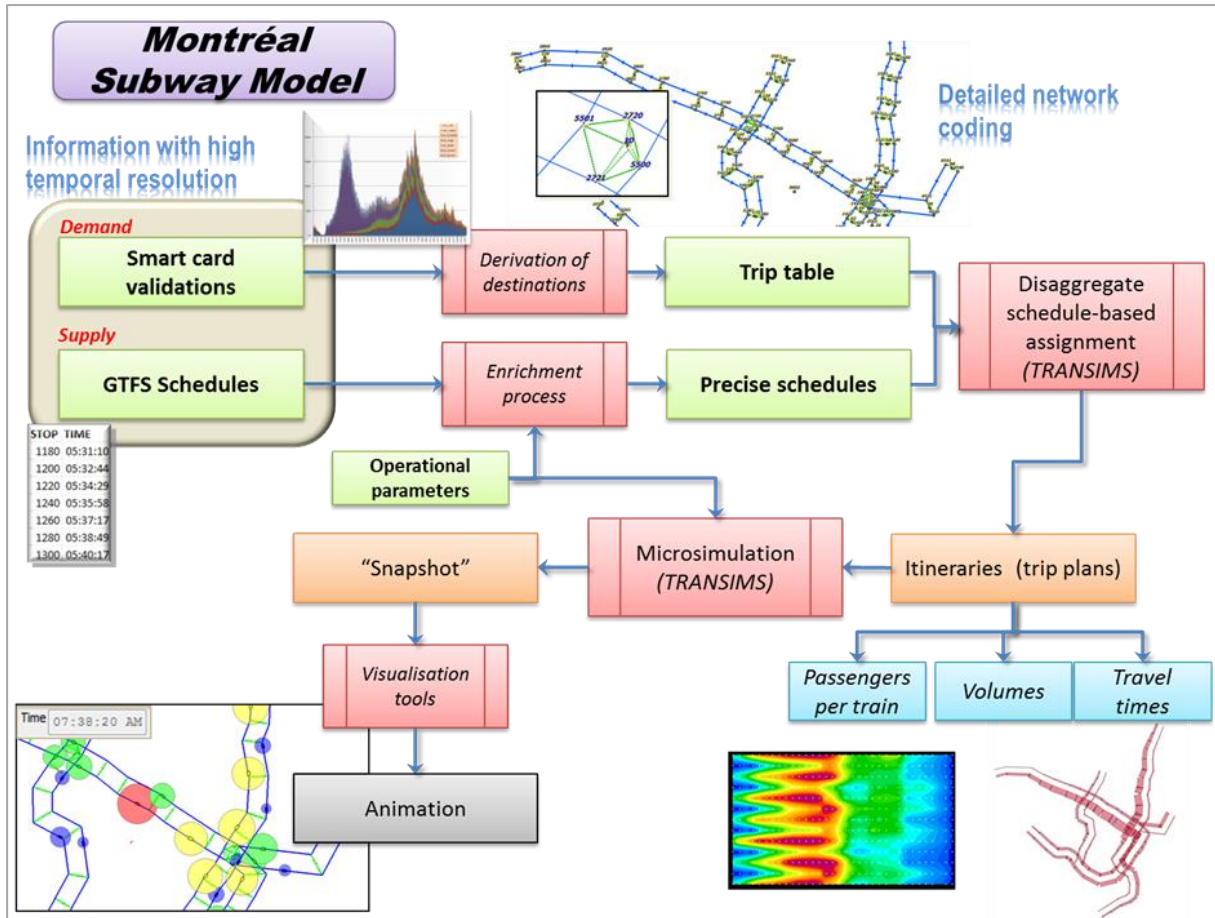 Montréal
Subway Model
Detailed network
coding
Information with high
temporal resolution
5501
2720
10
5500
2721
Demand
Smart card
validations
Derivation of
destinations
Trip table
Disaggregate
schedule-based
assignment
(TRANSIMS)
Supply
GTFS Schedules
Enrichment
process
Precise schedules
STOP TIME
1180 05:31:10
1200 05:32:44
1220 05:34:29
1240 05:35:58
1260 05:37:17
1280 05:38:49
1300 05:40:17
Operational
parameters
“Snapshot”
Microsimulation
(TRANSIMS)
Itineraries (trip plans)
Visualisation
tools
Passengers
per train
Volumes
Travel
times
Time 07:38:20 AM
Animation